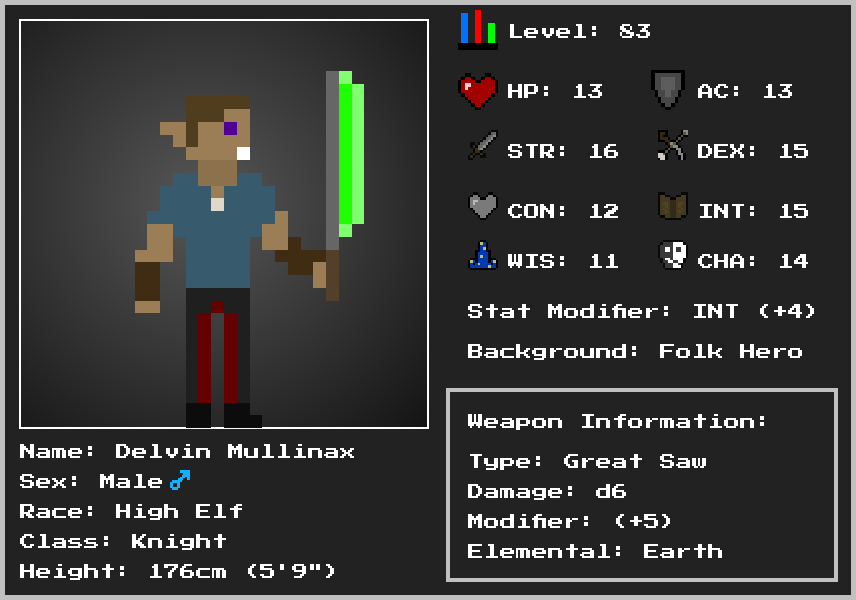 Level: 83
HP: 13
AC: 13
STR: 16
DEX: 15
CON: 12
INT: 15
WIS: 11
CHA: 14
Stat Modifier: INT (+4)
Background: Folk Hero
Weapon Information:
Type: Great Saw
Damage: d6
Modifier: (+5)
Elemental: Earth
Name: Delvin Mullinax
Sex: Male♂
Race: High Elf
Class: Knight
Height: 176cm (5'9")